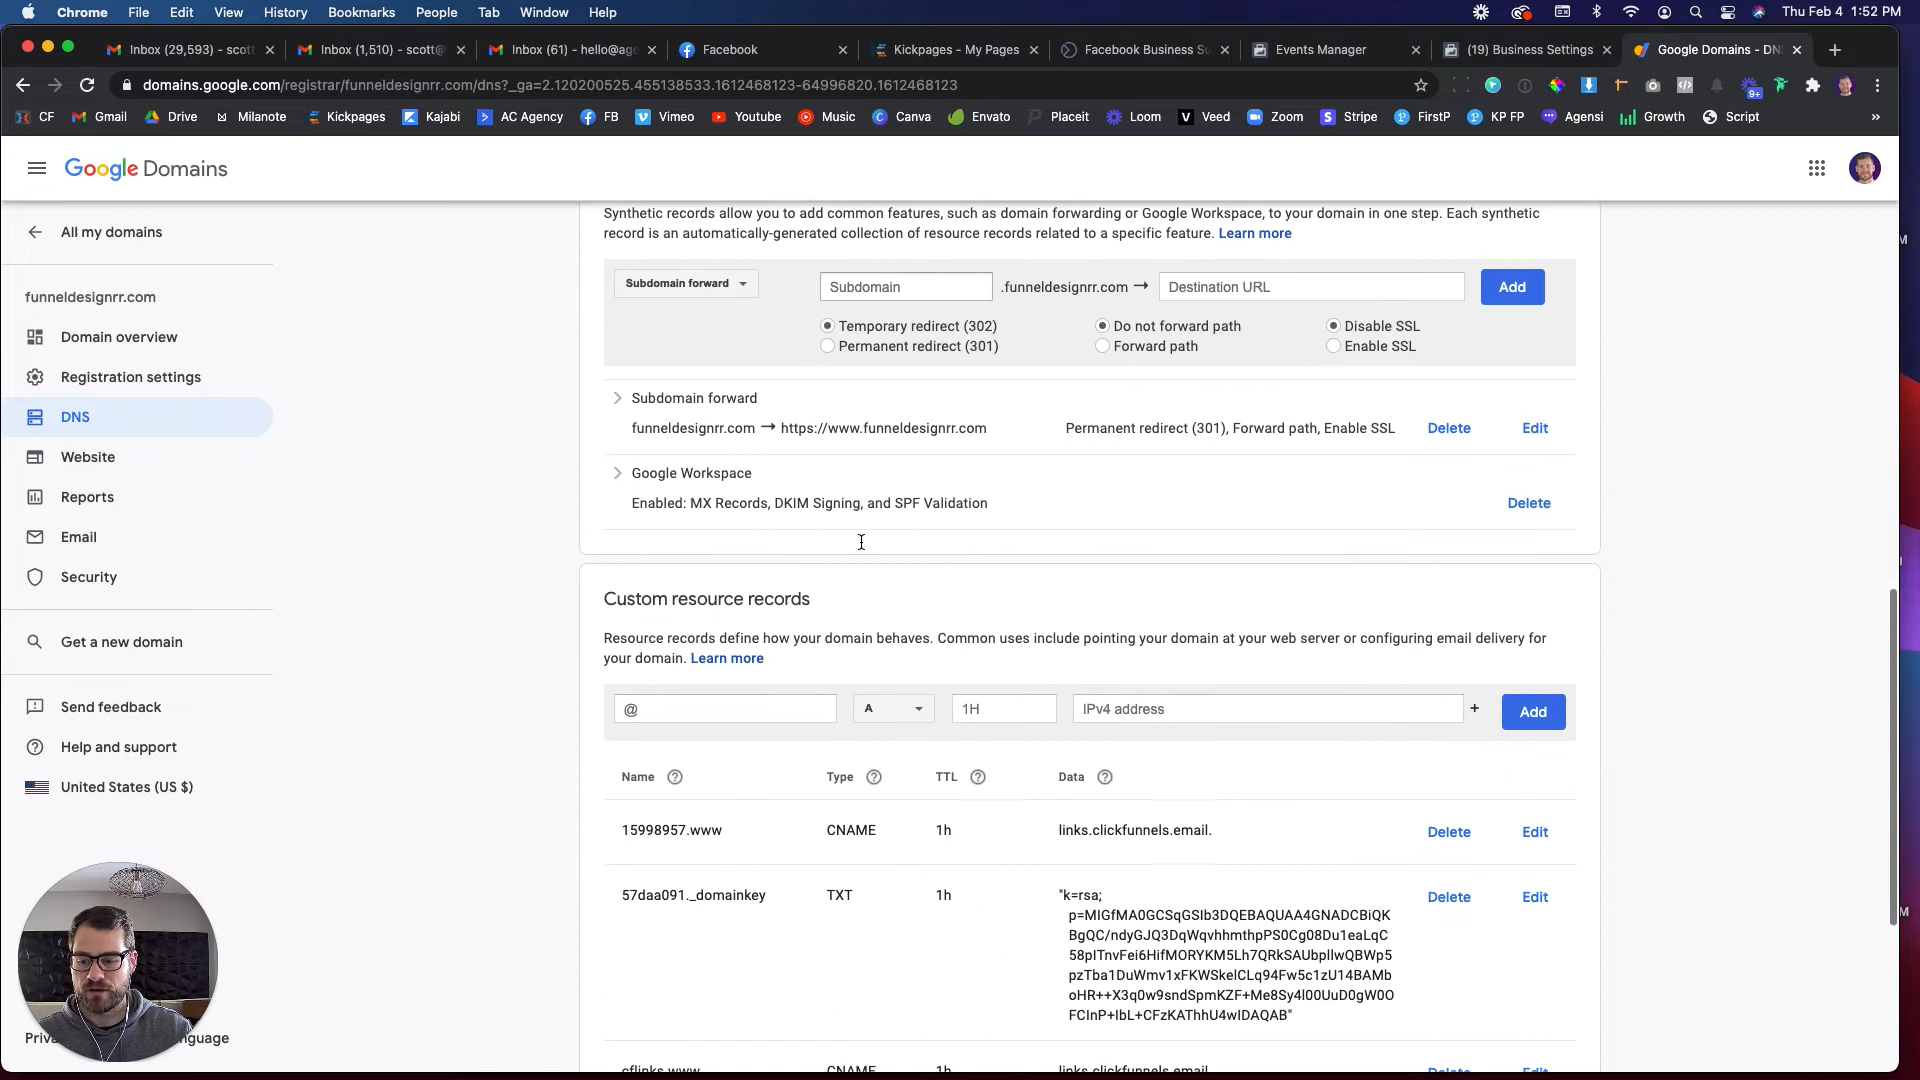 Chrome File Edit View History Bookmarks People Tab Window Help Thu Feb 4 1:52 PM
Inbox (29,593) - scott Inbox (1,510) - scott@ Inbox (61) - hello@age Facebook Kickpages - My Pages Facebook Business Su Events Manager (19) Business Settings Google Domains - DN
domains.google.com/registrar/funneldesignrr.com/dns?_ga=2.120200525.455138533.1612468123-64996820.1612468123
9+
CF Gmail Drive Milanote Kickpages Kajabi AC Agency FB Vimeo Youtube Music Canva Envato Placeit Loom Veed Zoom Stripe FirstP KP FP Agensi Growth Script »
Google Domains
All my domains
funneldesignrr.com
Domain overview
Registration settings
DNS
Website
Reports
Email
Security
Get a new domain
Send feedback
Help and support
United States (US $)
Synthetic records allow you to add common features, such as domain forwarding or Google Workspace, to your domain in one step. Each synthetic
record is an automatically-generated collection of resource records related to a specific feature. Learn more
Subdomain forward Subdomain .funneldesignrr.com → Destination URL Add
Temporary redirect (302) Do not forward path Disable SSL
Permanent redirect (301) Forward path Enable SSL
Subdomain forward
funneldesignrr.com → https://www.funneldesignrr.com Permanent redirect (301), Forward path, Enable SSL Delete Edit
Google Workspace
Enabled: MX Records, DKIM Signing, and SPF Validation Delete
Custom resource records
Resource records define how your domain behaves. Common uses include pointing your domain at your web server or configuring email delivery for
your domain. Learn more
@ A 1H IPv4 address + Add
Name Type TTL Data
15998957.www CNAME 1h links.clickfunnels.email. Delete Edit
57daa091._domainkey TXT 1h "k=rsa; Delete Edit
p=MIGfMA0GCSqGSIb3DQEBAQUAA4GNADCBiQK
BgQC/ndyGJQ3DqWqvhhmthpPS0Cg08Du1eaLqC
58pITnvFei6HifMORYKM5Lh7QRkSAUbpllwQBWp5
pzTba1DuWmv1xFKWSkelCLq94Fw5c1zU14BAMb
oHR++X3q0w9sndSpmKZF+Me8Sy4l00UuD0gW0O
FCInP+IbL+CFzKAThhU4wIDAQAB"
cflinks.www CNAME 1h links.clickfunnels.email. Delete Edit